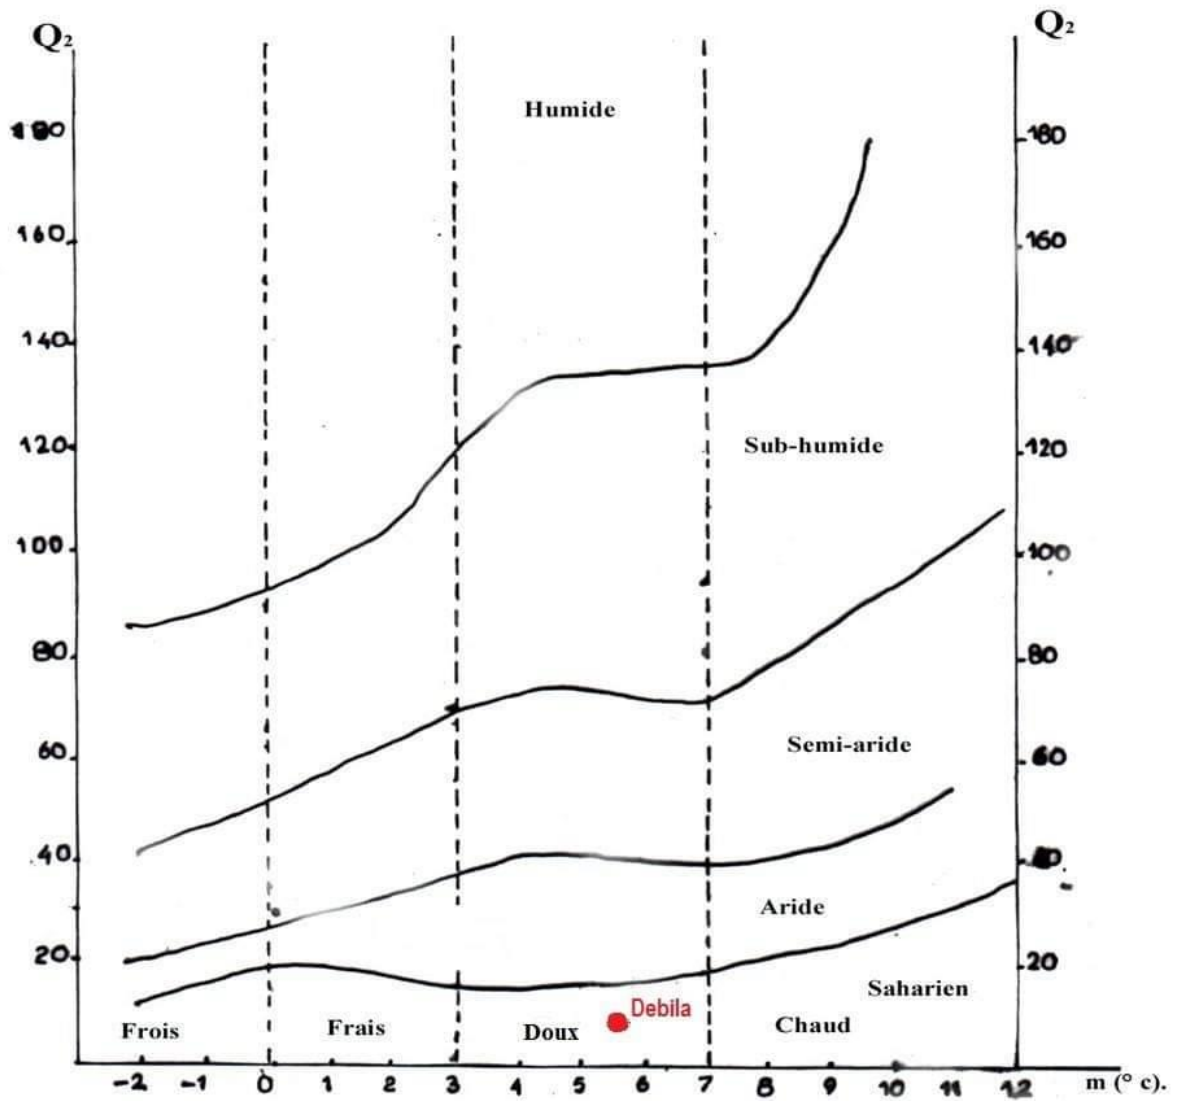 Q₂ Q₂
Humide
180 180
160 160
140 140
120 120
Sub-humide
100 100
80 80
Semi-aride
60 60
40
Aride
20 20
Saharien
Debila
Frois Frais Doux Chaud
-2 -1 0 1 2 3 4 5 6 7 8 9 10 11 12 m (° c).